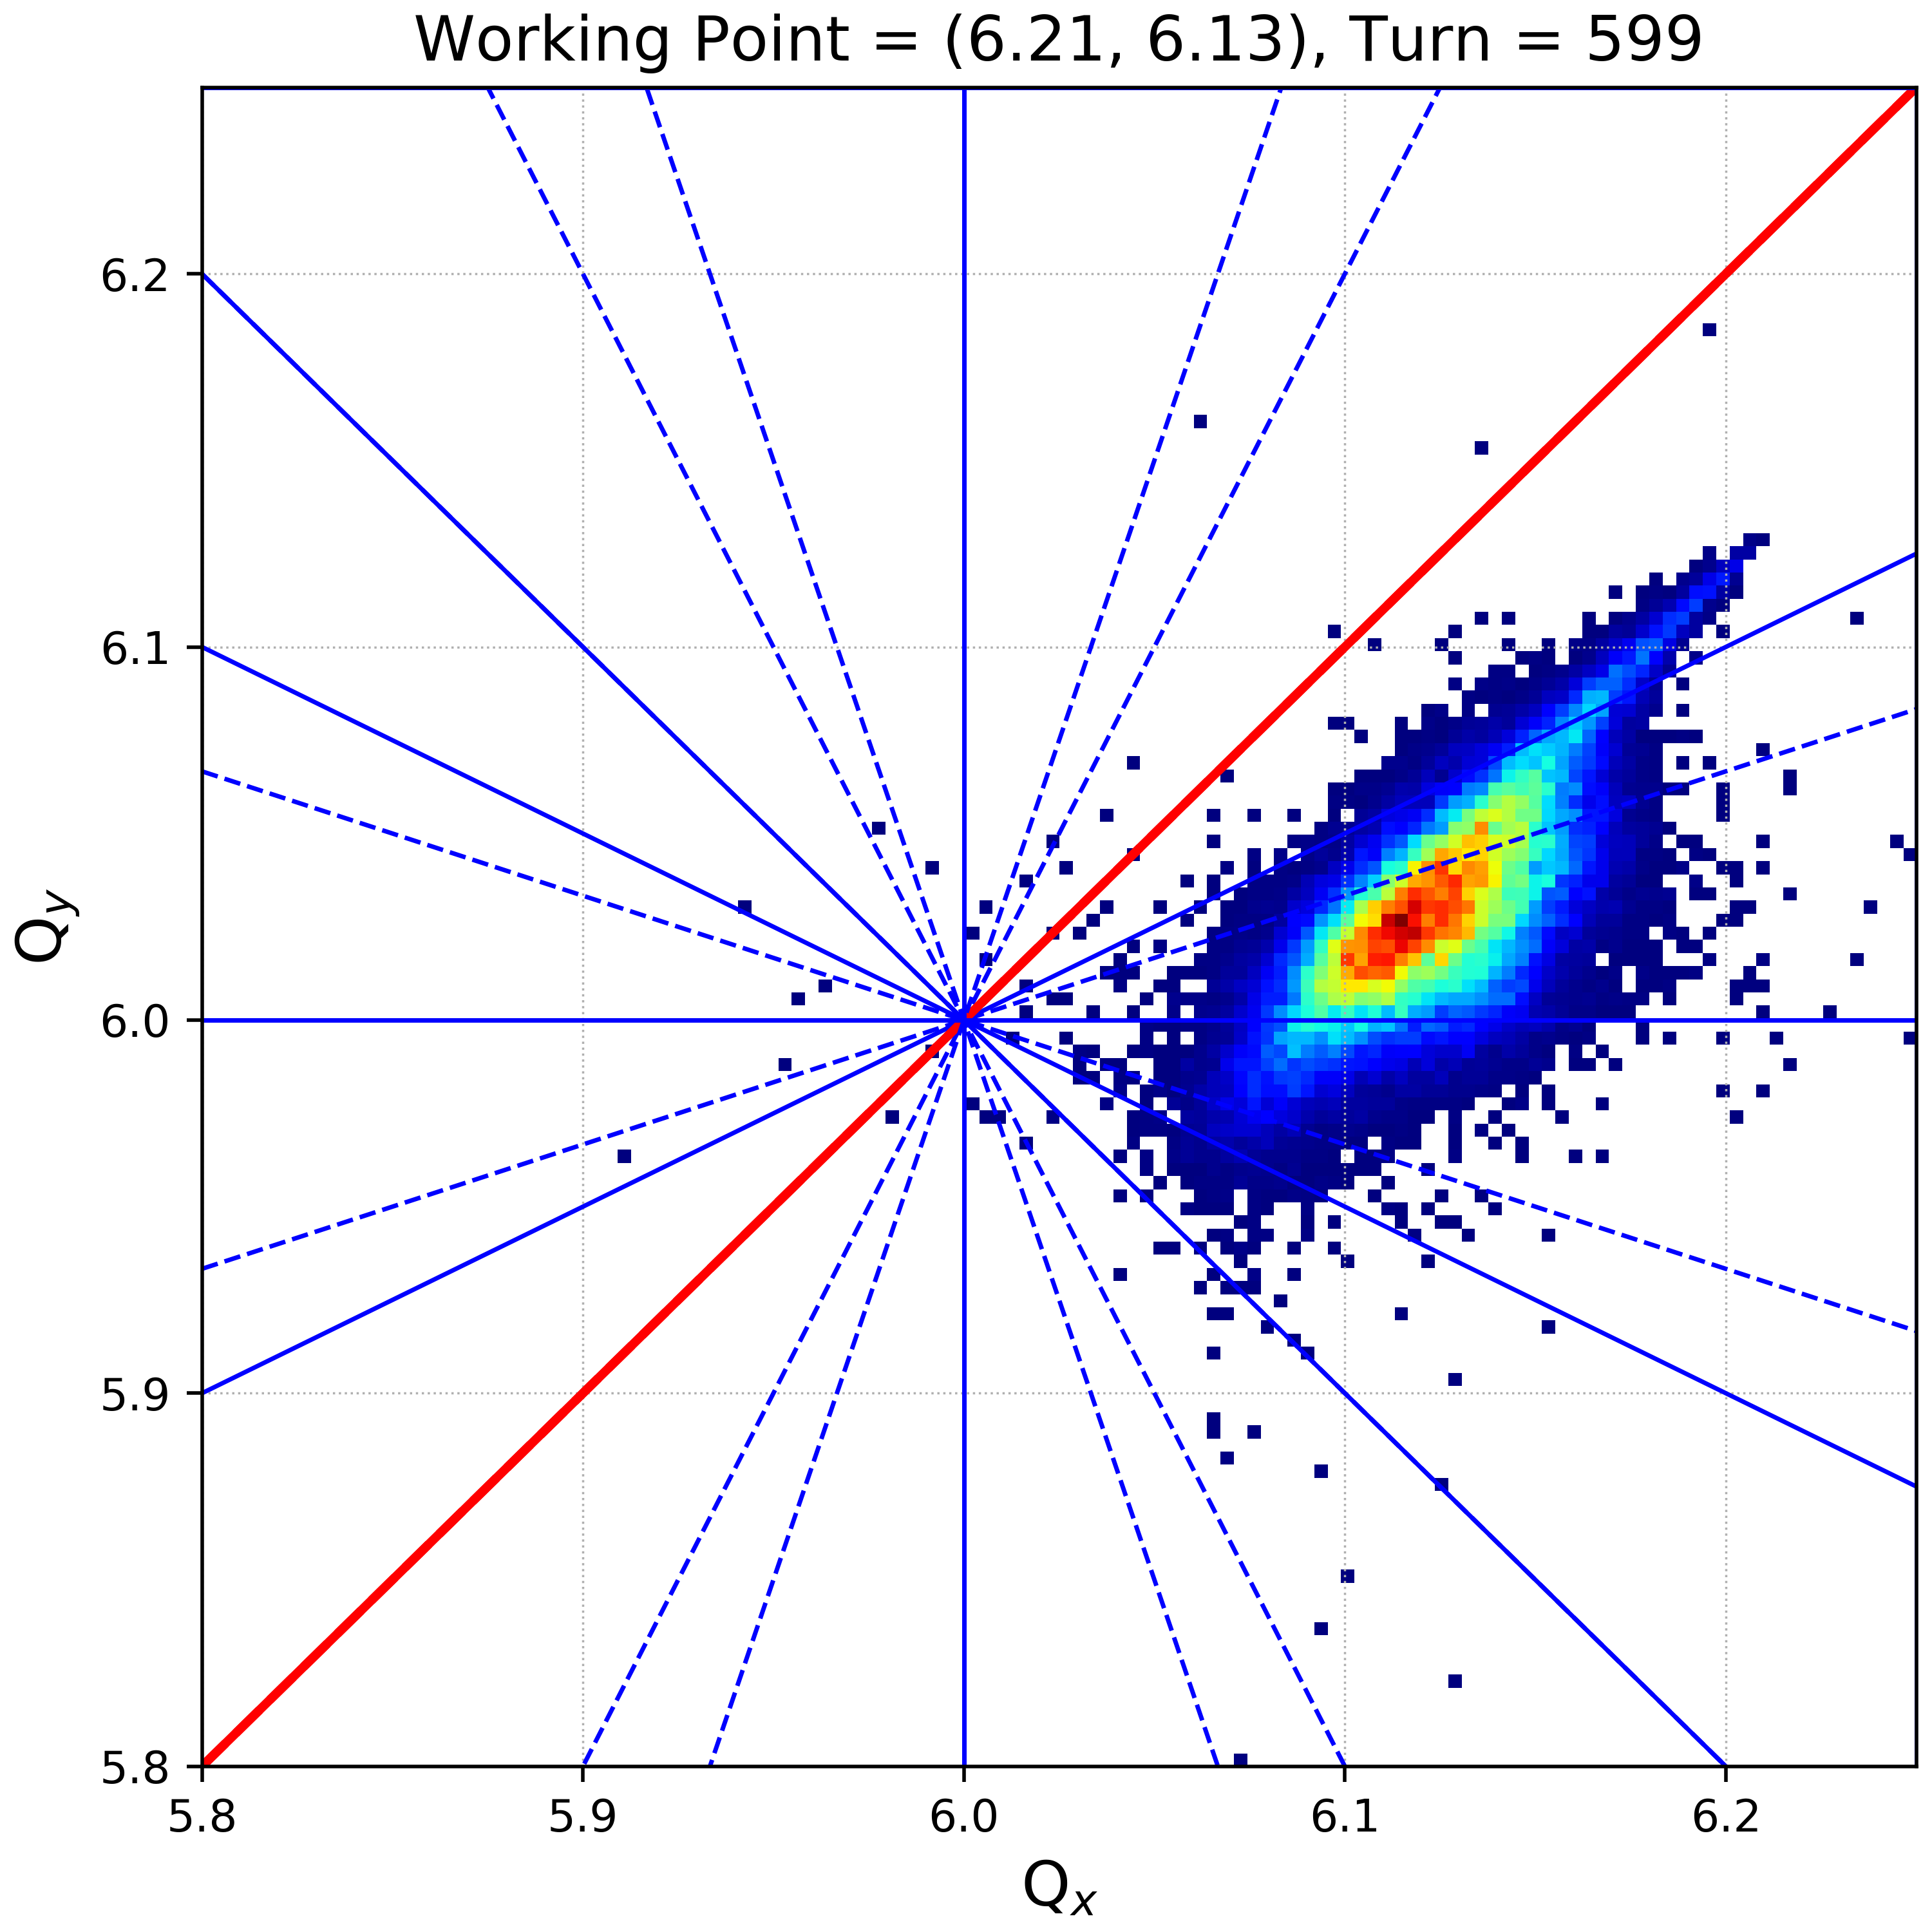 Working Point = (6.21, 6.13), Turn = 599
6.2
6.1
6.0
5.9
5.8
Qy
5.8 5.9 6.0 6.1 6.2
Qx